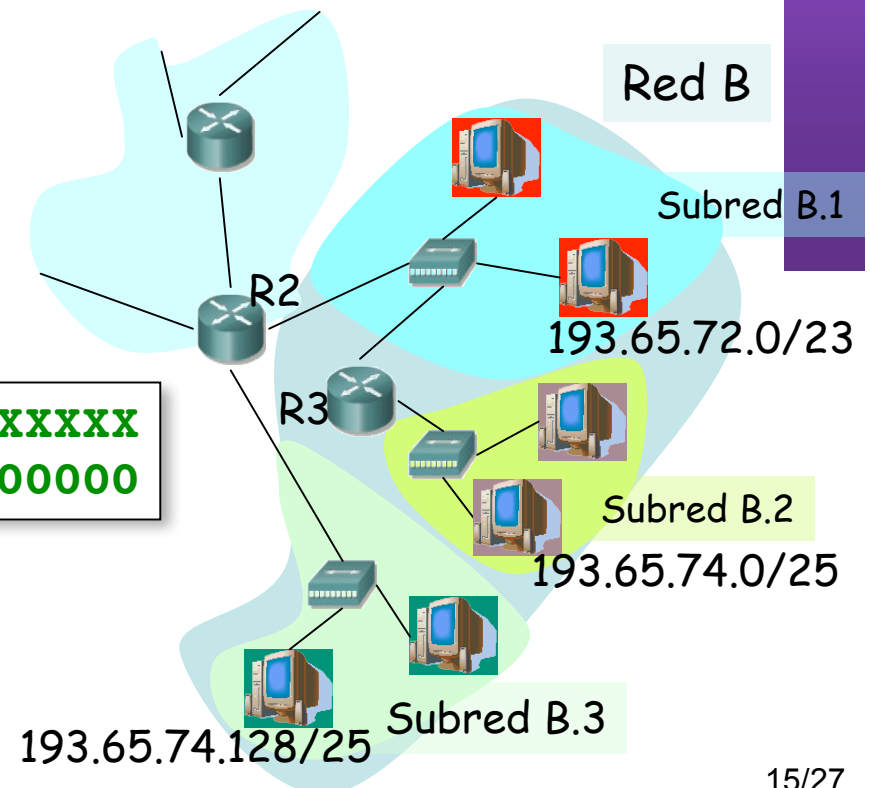 Red B
Subred B.1
R2
193.65.72.0/23
R3
XXXXX
00000
Subred B.2
193.65.74.0/25
Subred B.3
193.65.74.128/25
15/27